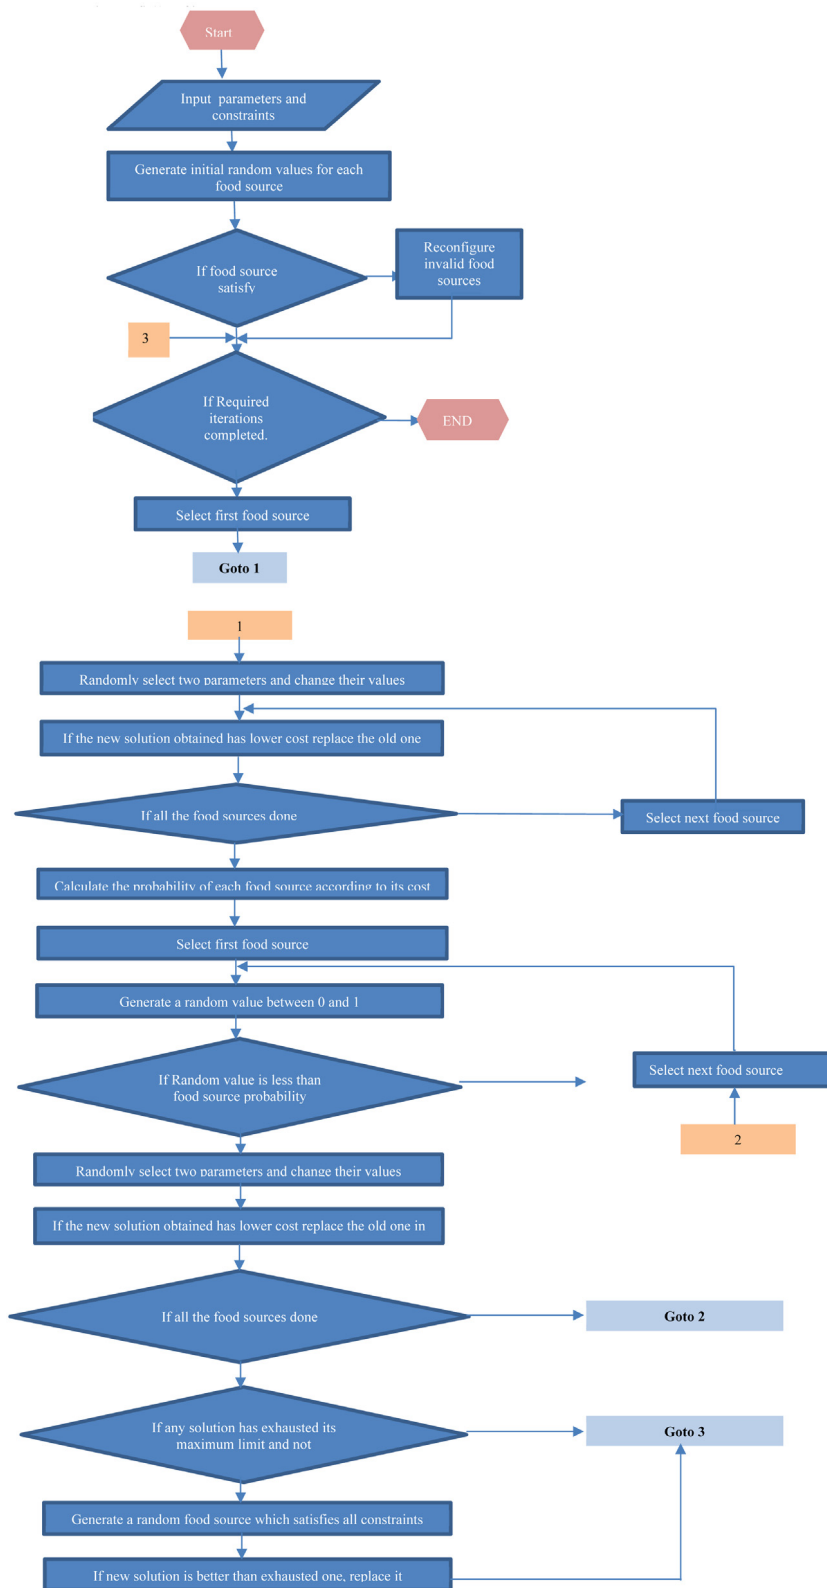 Start
Input parameters and
constraints
Generate initial random values for each
food source
If food source
satisfy
Reconfigure
invalid food
sources
3
If Required
iterations
completed.
END
Select first food source
Goto 1
1
Randomly select two parameters and change their values
If the new solution obtained has lower cost replace the old one
If all the food sources done
Select next food source
Calculate the probability of each food source according to its cost
Select first food source
Generate a random value between 0 and 1
If Random value is less than
food source probability
Select next food source
2
Randomly select two parameters and change their values
If the new solution obtained has lower cost replace the old one in
If all the food sources done
Goto 2
If any solution has exhausted its
maximum limit and not
Goto 3
Generate a random food source which satisfies all constraints
If new solution is better than exhausted one, replace it